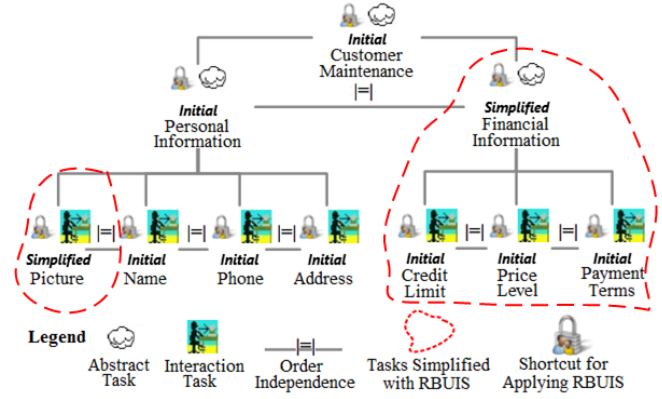 Initial
Customer
Maintenance
|=|
Initial
Personal
Information
Simplified
Financial
Information
|=| |=| |=|
Simplified
Picture
Initial
Name
Initial
Phone
Initial
Address
|=| |=|
Initial
Credit
Limit
Initial
Price
Level
Initial
Payment
Terms
Legend
Abstract
Task
Interaction
Task
|=|
Order
Independence
Tasks Simplified
with RBUIS
Shortcut for
Applying RBUIS